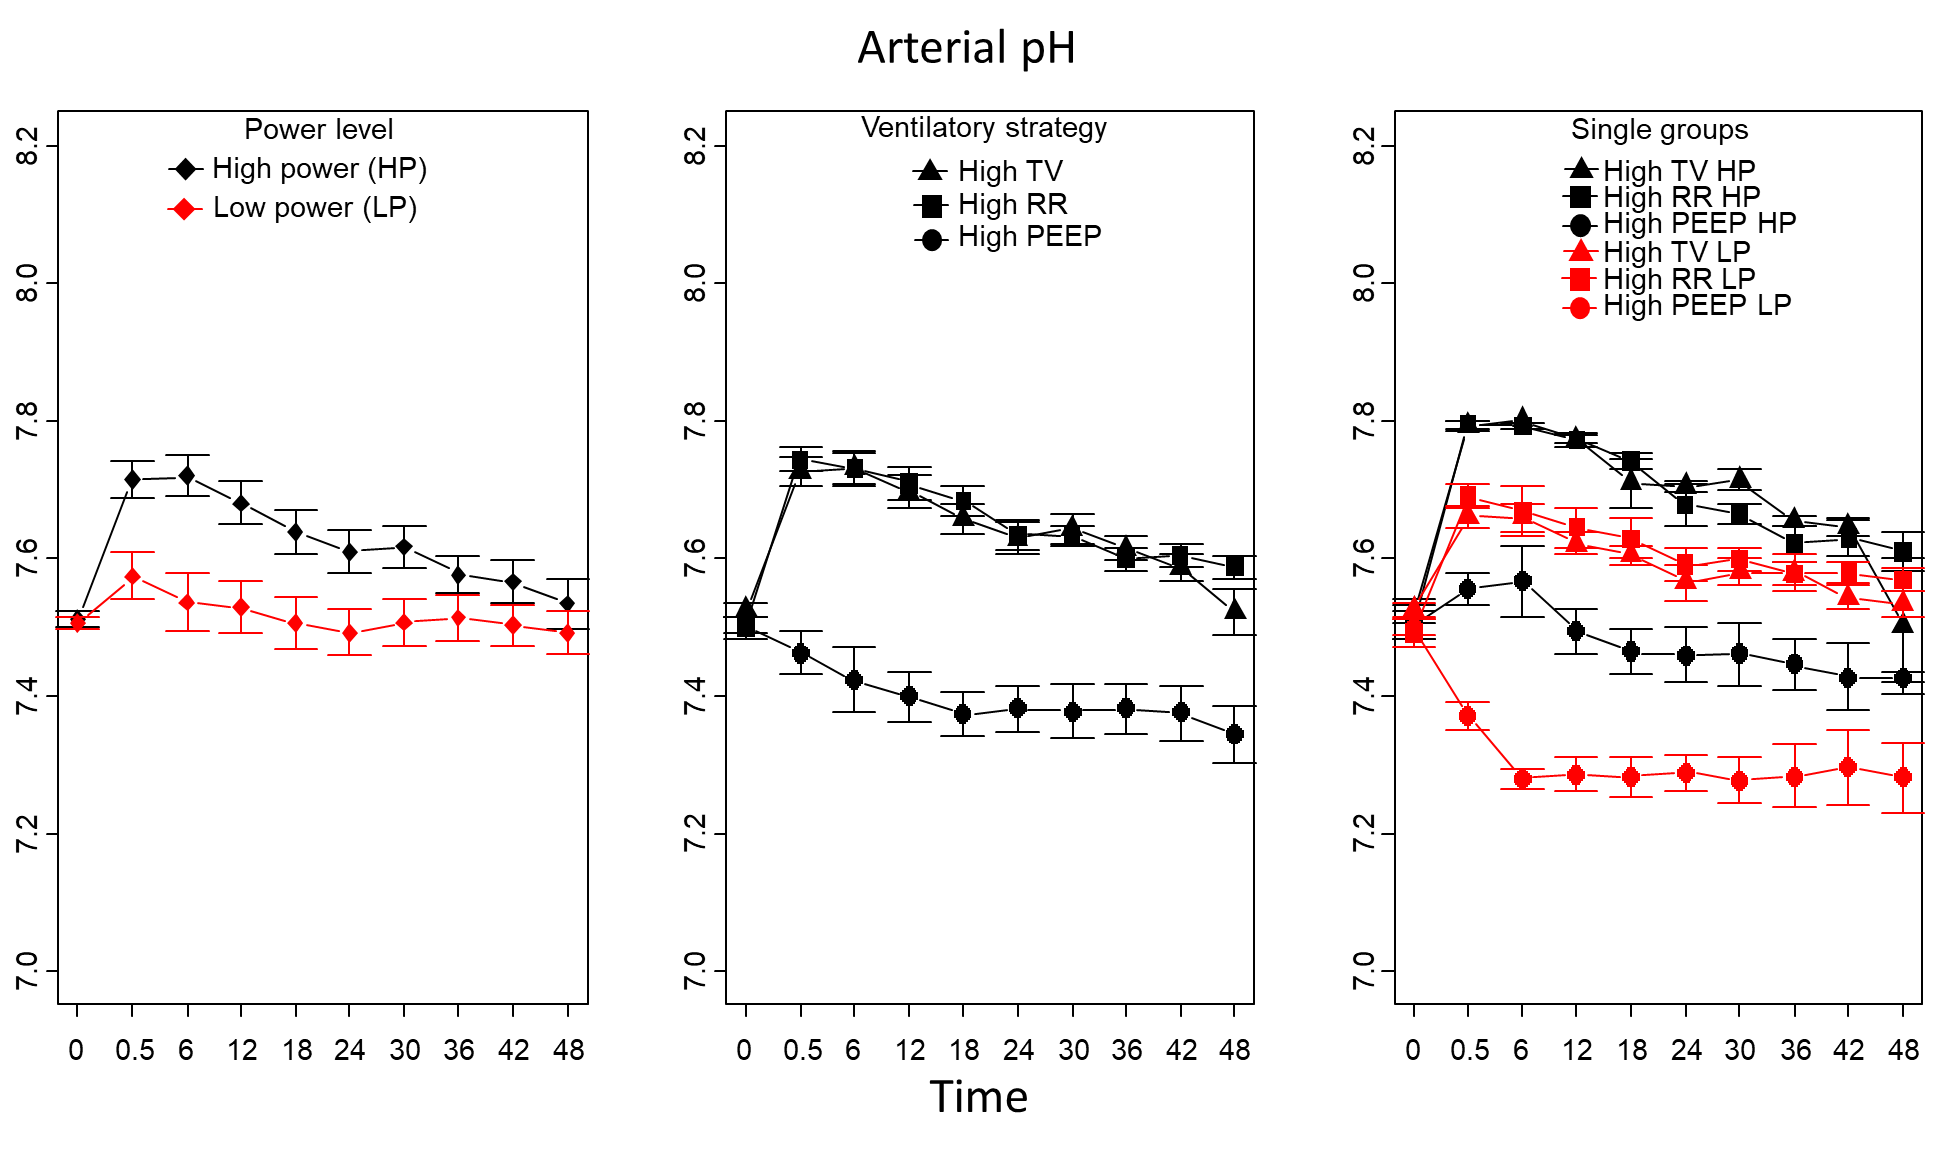 Arterial pH
Power level
High power (HP)
Low power (LP)
8.2
8.0
7.8
7.6
7.4
7.2
7.0
0 0.5 6 12 18 24 30 36 42 48
Ventilatory strategy
High TV
High RR
High PEEP
8.2
8.0
7.8
7.6
7.4
7.2
7.0
0 0.5 6 12 18 24 30 36 42 48
Single groups
High TV HP
High RR HP
High PEEP HP
High TV LP
High RR LP
High PEEP LP
8.2
8.0
7.8
7.6
7.4
7.2
7.0
0 0.5 6 12 18 24 30 36 42 48
Time